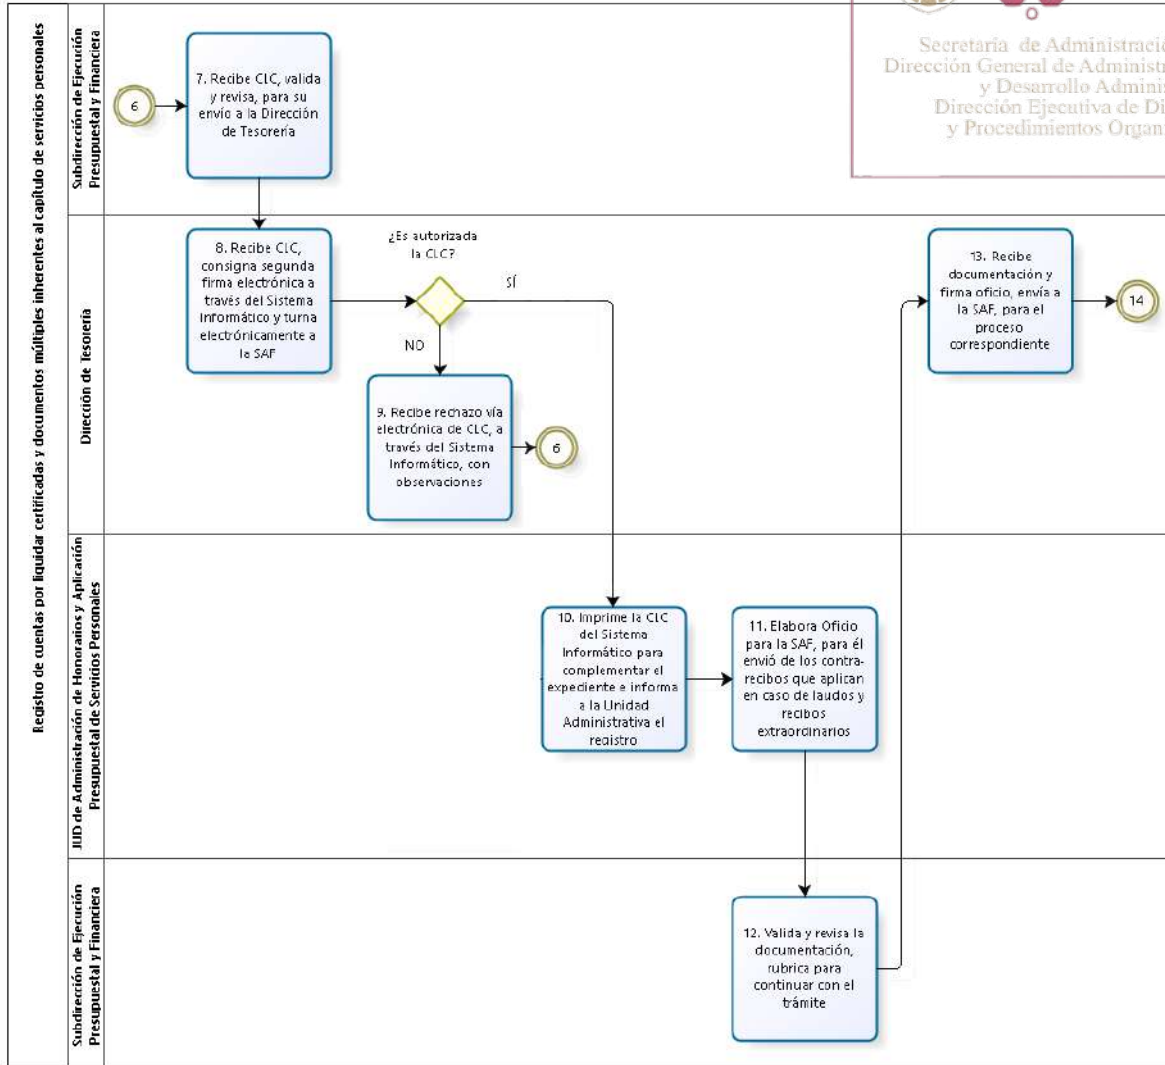 Registro de cuentas por liquidar certificadas y documentos múltiples inherentes al capítulo de servicios personales
Subdirección de Ejecución
Presupuestal y Financiera
6
7. Recibe CLC, valida
y revisa, para su
envío a la Dirección
de Tesorería
Secretaría de Administració
Dirección General de Administr
y Desarrollo Adminis
Dirección Ejecutiva de Di
y Procedimientos Organi
Dirección de Tesorería
8. Recibe CLC,
consigna segunda
firma electrónica a
través del Sistema
Informático y turna
electrónicamente a
la SAF
¿Es autorizada
la CLC?
SÍ
NO
9. Recibe rechazo vía
electrónica de CLC, a
través del Sistema
Informático, con
observaciones
6
13. Recibe
documentación y
firma oficio, envía a
la SAF, para el
proceso
correspondiente
14
JUD de Administración de Honorarios y Aplicación
Presupuestal de Servicios Personales
10. Imprime la CLC
del Sistema
Informático para
complementar el
expediente e informa
a la Unidad
Administrativa el
registro
11. Elabora Oficio
para la SAF, para él
envió de los contra-
recibos que aplican
en caso de laudos y
recibos
extraordinarios
Subdirección de Ejecución
Presupuestal y Financiera
12. Valida y revisa la
documentación,
rubrica para
continuar con el
trámite